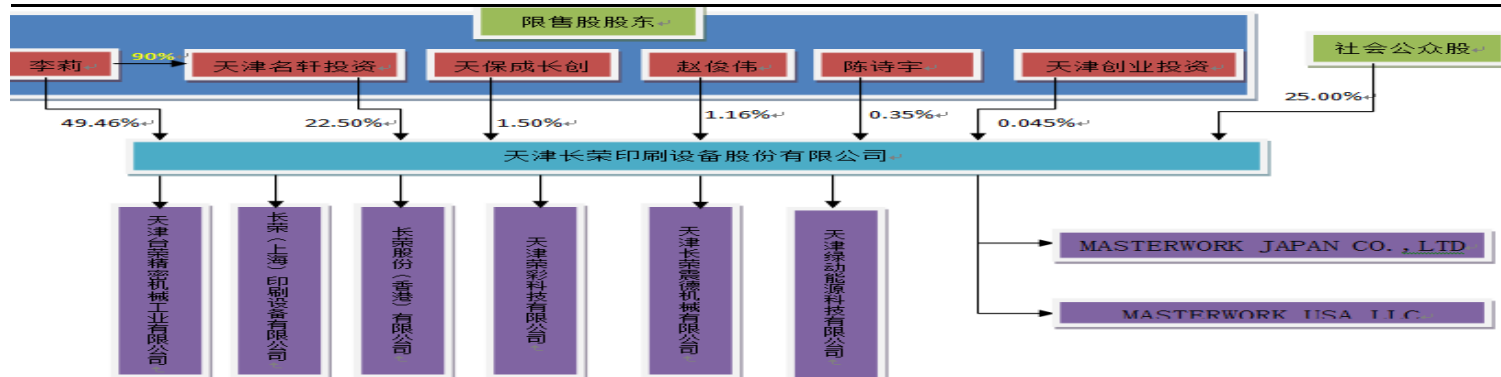 限售股股东
李莉
90%
天津名轩投资
天保成长创
赵俊伟
陈诗宇
天津创业投资
社会公众股
49.46%
22.50%
1.50%
1.16%
0.35%
0.045%
25.00%
天津长荣印刷设备股份有限公司
天津台荣精密机械工业有限公司
长荣（上海）印刷设备有限公司
长荣股份（香港）有限公司
天津荣彩科技有限公司
天津长荣震德机械有限公司
天津绿动能源科技有限公司
MASTERWORK JAPAN CO.,LTD
MASTERWORK USA LLC